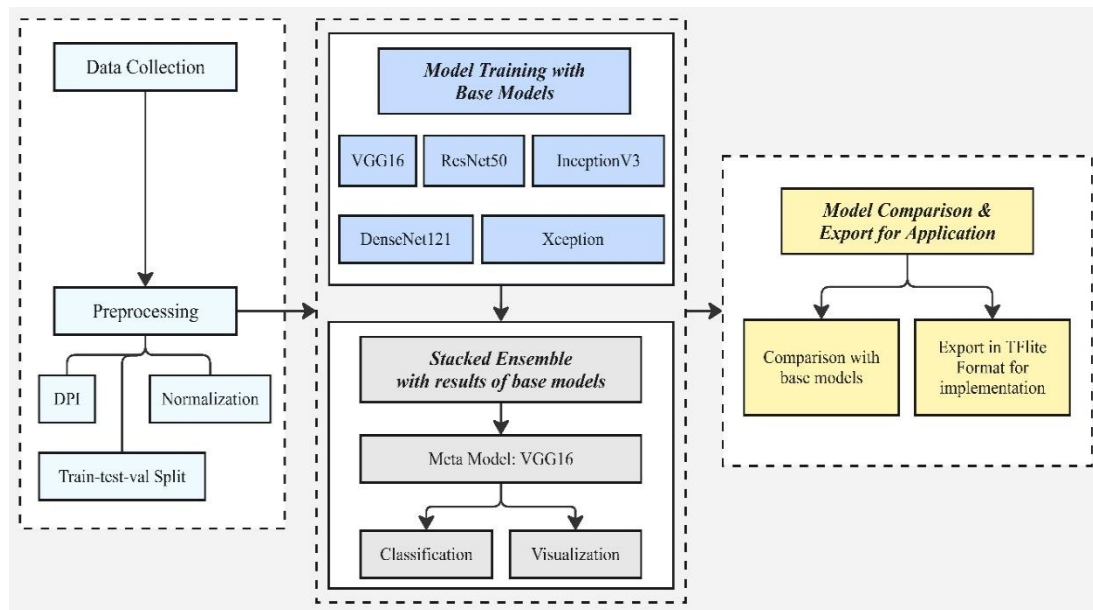 Data Collection
Preprocessing
DPI
Normalization
Train-test-val Split
Model Training with
Base Models
VGG16
ResNet50
InceptionV3
DenseNet121
Xception
Stacked Ensemble
with results of base models
Meta Model: VGG16
Classification
Visualization
Model Comparison &
Export for Application
Comparison with
base models
Export in TFlite
Format for
implementation